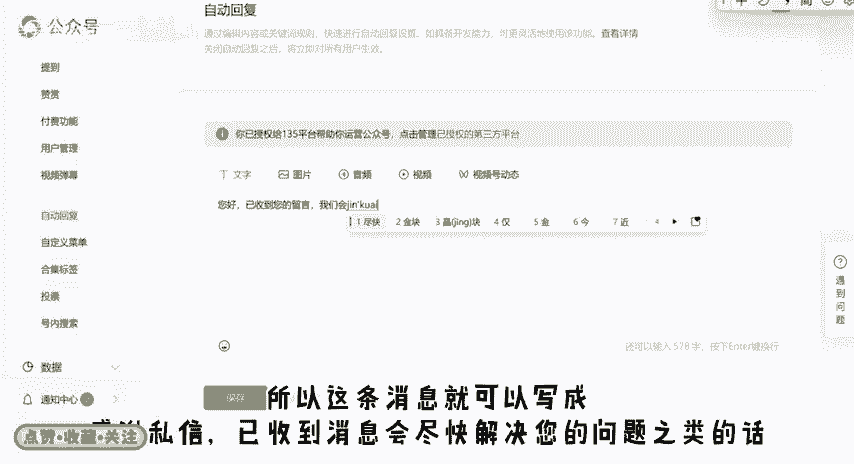 公众号
自动回复
通过编辑内容或关键词规则，快速进行自动回复设置。如具备开发能力，可更灵活地使用该功能。查看详情
关闭自动回复之后，将立即对所有用户生效。
提到
赞赏
付费功能
用户管理
视频弹幕
自动回复
自定义菜单
合集标签
投票
号内搜索
数据
通知中心
你已授权给135平台帮助你运营公众号，点击管理已授权的第三方平台
文字 图片 音频 视频 视频号动态
您好，已收到您的留言，我们会jin'kuai
1 尽快 2 金块 3 晶(jing)块 4 仅 5 金 6 今 7 近
还可以输入 578 字，按下Enter键换行
保存
遇到问题
所以这条消息就可以写成
私信，已收到消息会尽快解决您的问题之类的话
点赞·收藏·关注